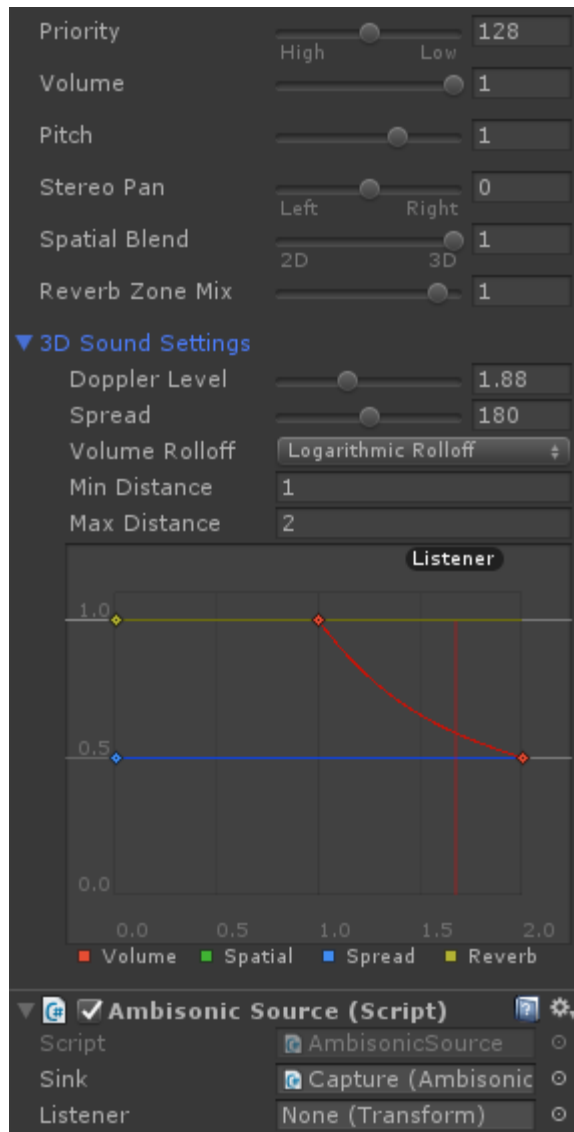 Priority 128
High Low
Volume 1
Pitch 1
Stereo Pan 0
Left Right
Spatial Blend 1
2D 3D
Reverb Zone Mix 1
3D Sound Settings
Doppler Level 1.88
Spread 180
Volume Rolloff Logarithmic Rolloff
Min Distance 1
Max Distance 2
Listener
1.0
0.5
0.0
0.0 0.5 1.0 1.5 2.0
Volume Spatial Spread Reverb
C# Ambisonic Source (Script)
Script AmbisonicSource
Sink Capture (Ambisonic
Listener None (Transform)